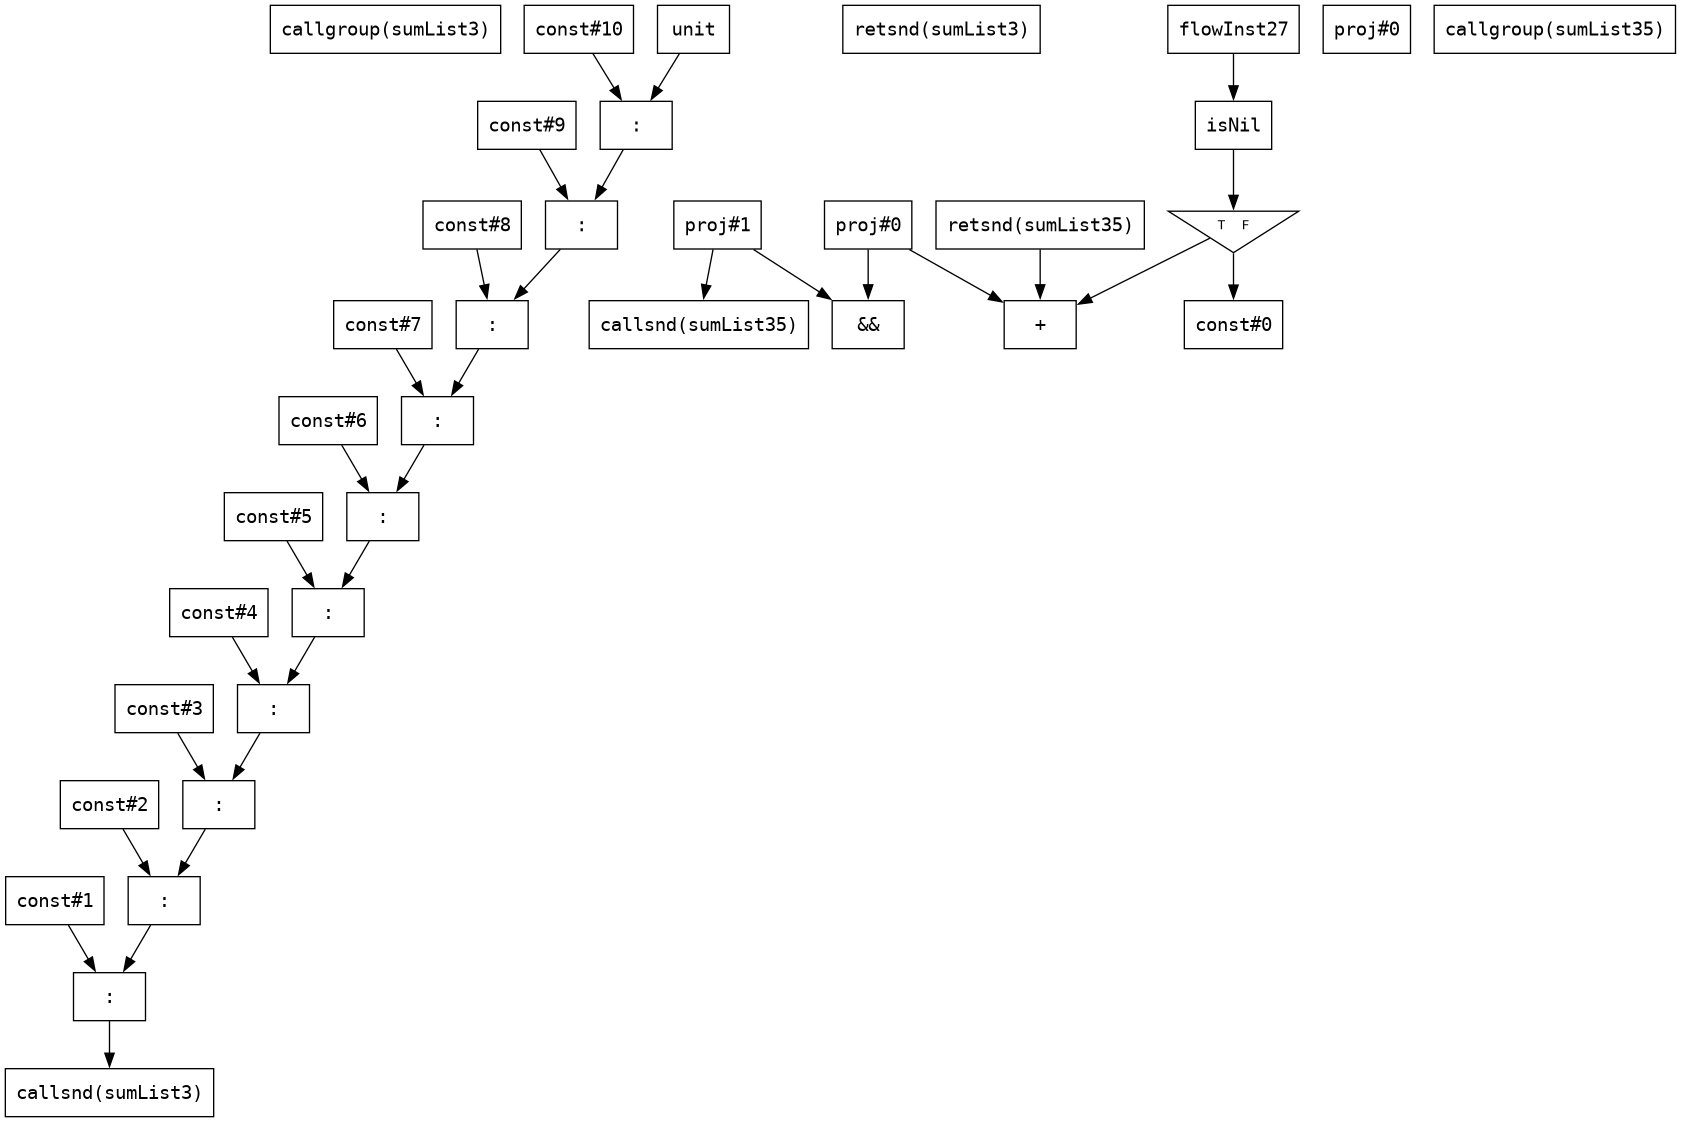 callgroup(sumList3)
const#10
unit
retsnd(sumList3)
flowInst27
proj#0
callgroup(sumList35)
const#9
:
isNil
const#8
:
proj#1
proj#0
retsnd(sumList35)
T F
const#7
:
callsnd(sumList35)
&&
+
const#0
const#6
:
const#5
:
const#4
:
const#3
:
const#2
:
const#1
:
:
callsnd(sumList3)